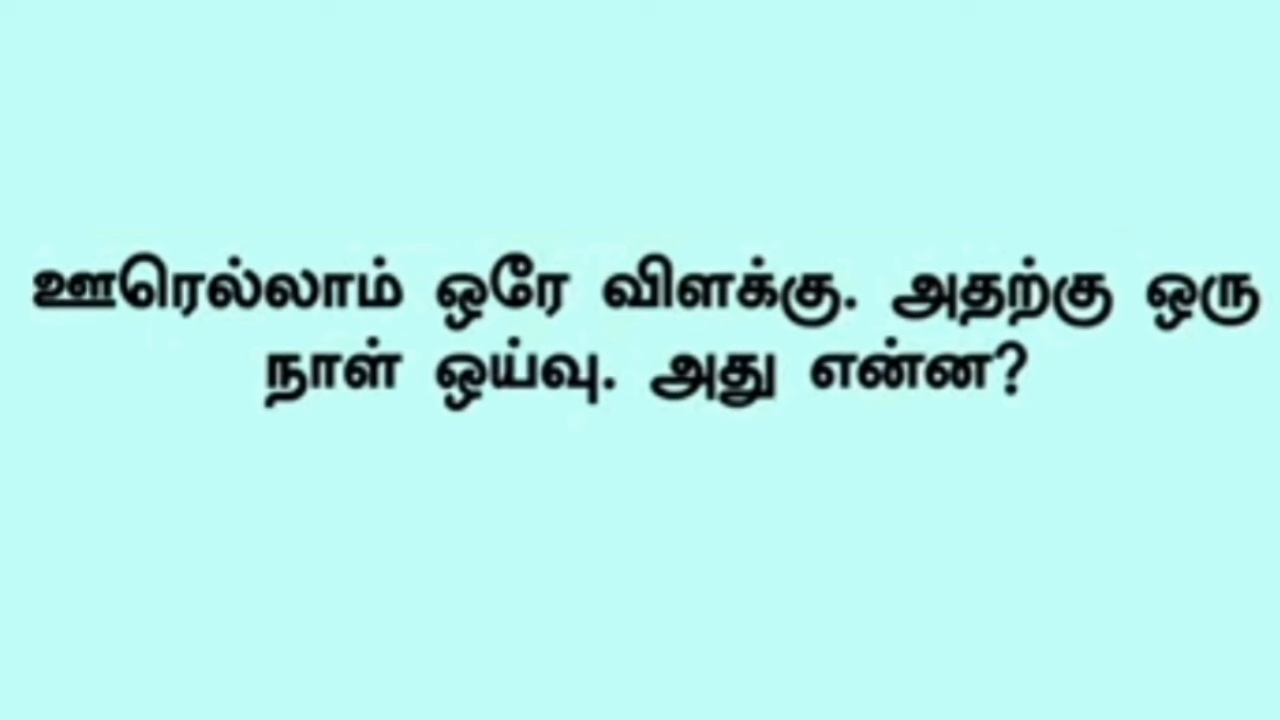 ஊரெல்லாம் ஒரே விளக்கு. அதற்கு ஒரு
நாள் ஒய்வு. அது என்ன?